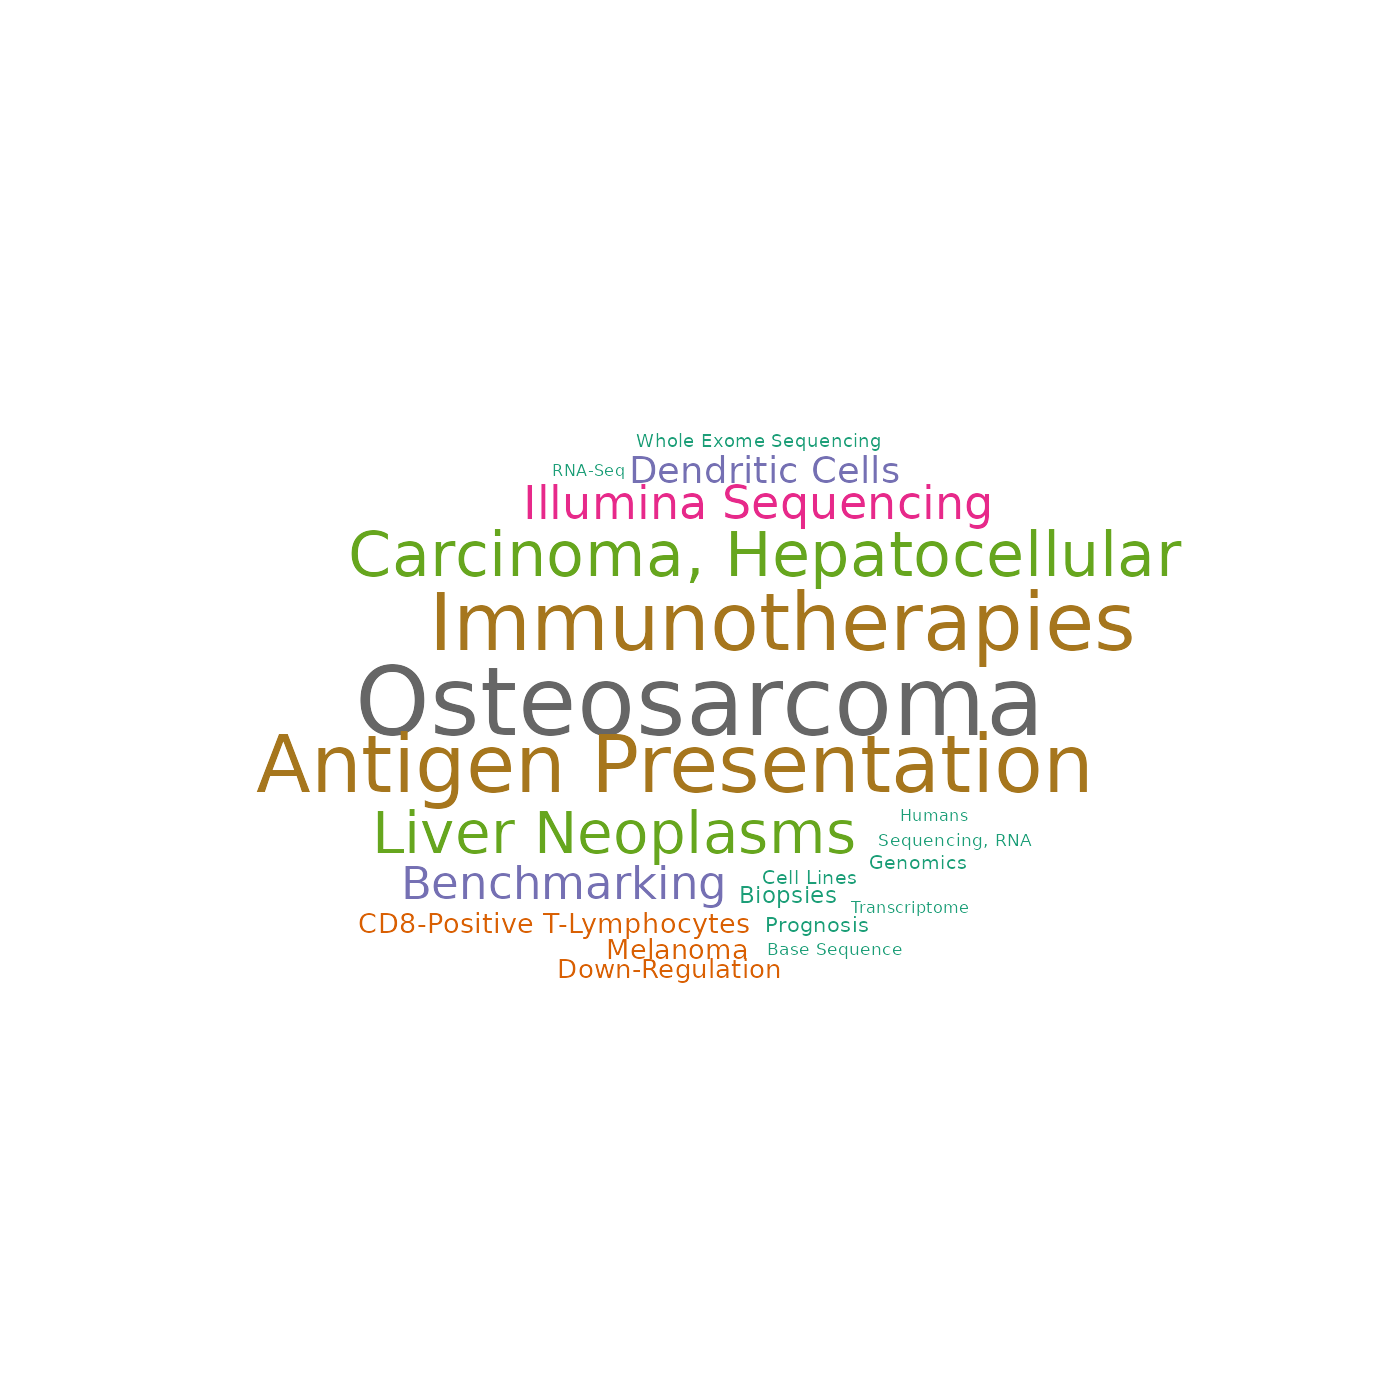 Whole Exome Sequencing
RNA-Seq Dendritic Cells
Illumina Sequencing
Carcinoma, Hepatocellular
Immunotherapies
Osteosarcoma
Antigen Presentation
Humans
Liver Neoplasms
Sequencing, RNA
Genomics
Cell Lines
Benchmarking
Biopsies
Transcriptome
CD8-Positive T-Lymphocytes
Prognosis
Melanoma
Base Sequence
Down-Regulation